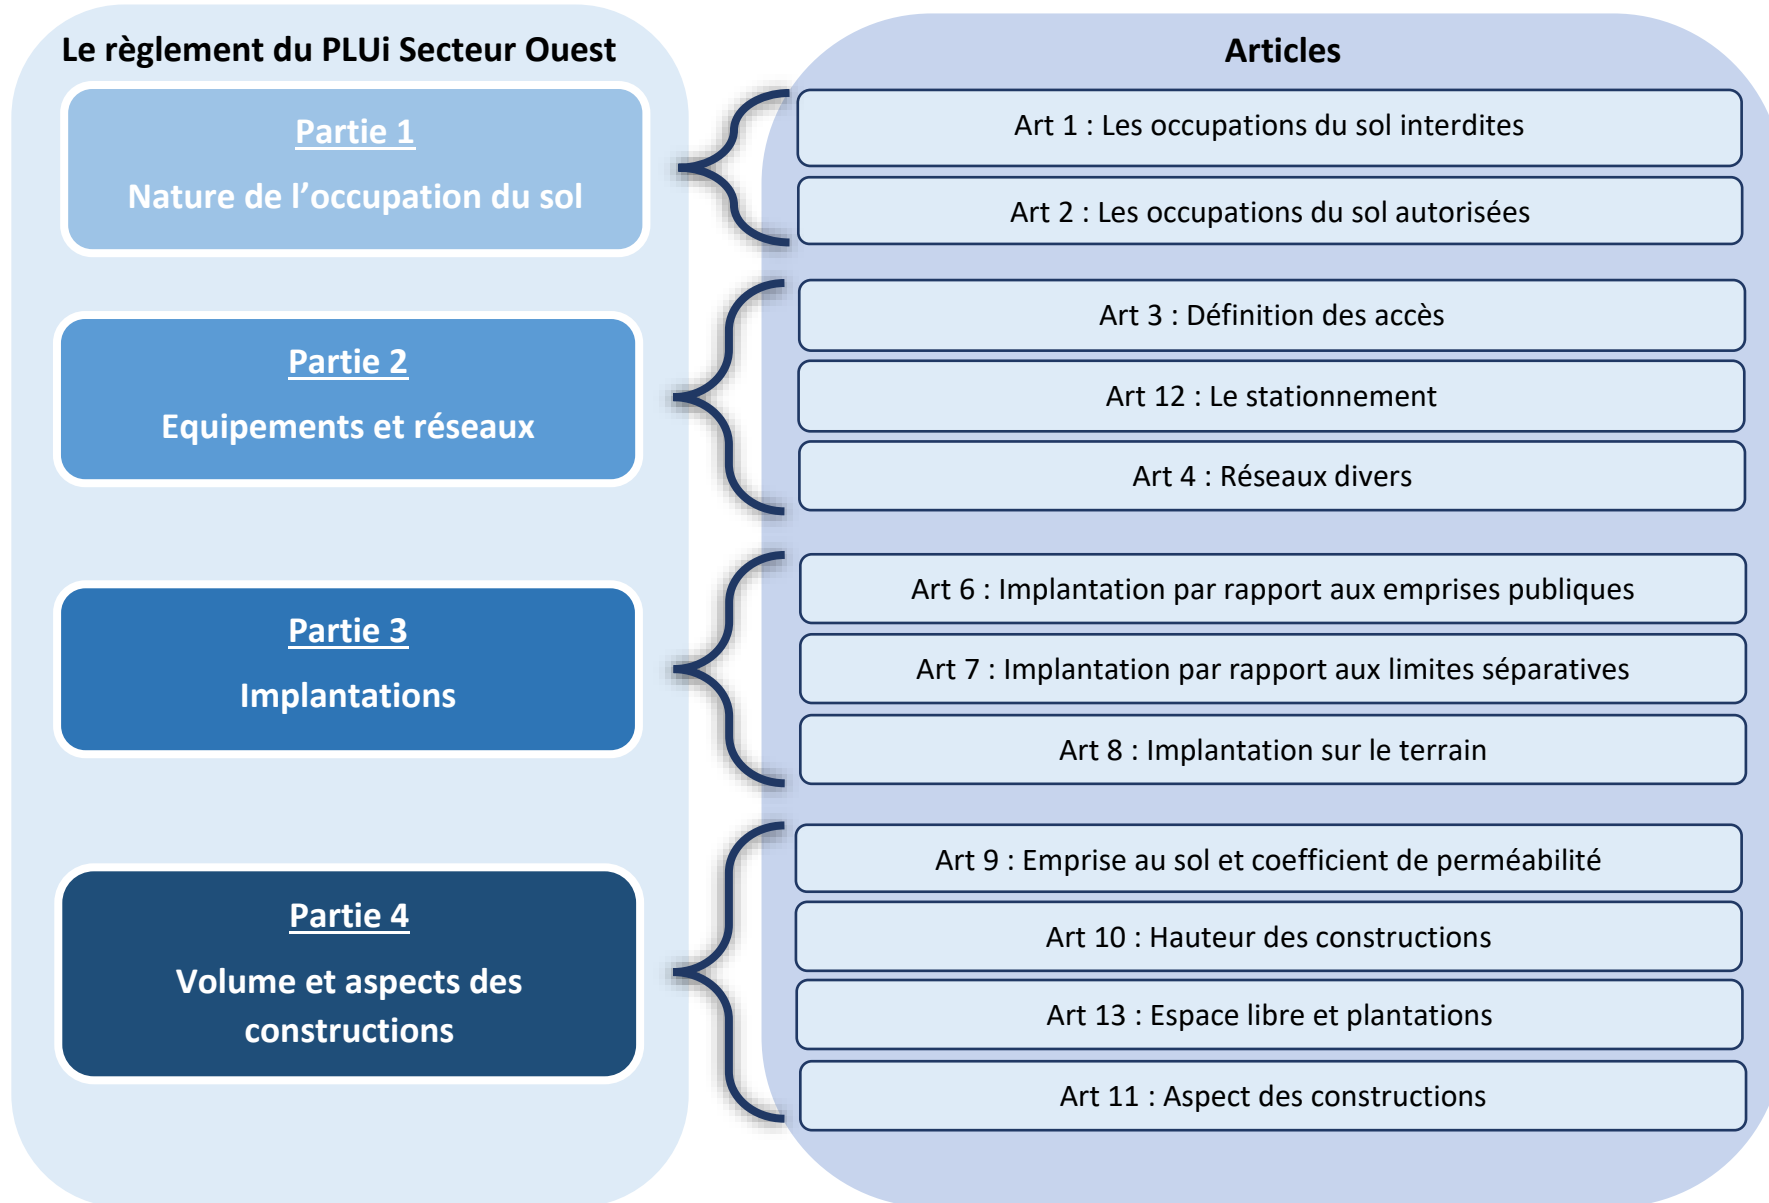 Le règlement du PLUi Secteur Ouest
Articles
Partie 1
Nature de l’occupation du sol
Art 1 : Les occupations du sol interdites
Art 2 : Les occupations du sol autorisées
Partie 2
Equipements et réseaux
Art 3 : Définition des accès
Art 12 : Le stationnement
Art 4 : Réseaux divers
Partie 3
Implantations
Art 6 : Implantation par rapport aux emprises publiques
Art 7 : Implantation par rapport aux limites séparatives
Art 8 : Implantation sur le terrain
Partie 4
Volume et aspects des
constructions
Art 9 : Emprise au sol et coefficient de perméabilité
Art 10 : Hauteur des constructions
Art 13 : Espace libre et plantations
Art 11 : Aspect des constructions